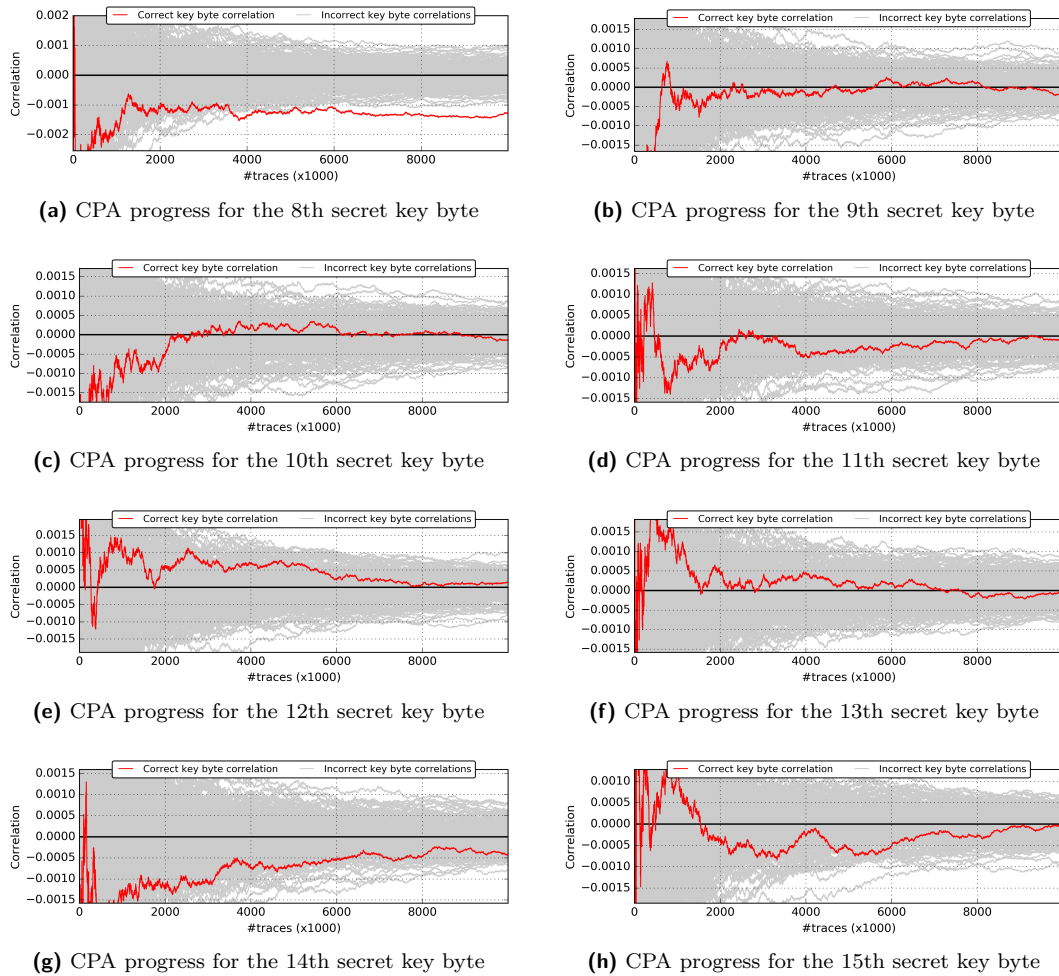 Correct key byte correlation Incorrect key byte correlations
0.002
0.001
0.000
−0.001
−0.002
Correlation
0 2000 4000 6000 8000
#traces (x1000)
(a) CPA progress for the 8th secret key byte
Correct key byte correlation Incorrect key byte correlations
0.0015
0.0010
0.0005
0.0000
−0.0005
−0.0010
−0.0015
Correlation
0 2000 4000 6000 8000
#traces (x1000)
(b) CPA progress for the 9th secret key byte
Correct key byte correlation Incorrect key byte correlations
0.0015
0.0010
0.0005
0.0000
−0.0005
−0.0010
−0.0015
Correlation
0 2000 4000 6000 8000
#traces (x1000)
(c) CPA progress for the 10th secret key byte
Correct key byte correlation Incorrect key byte correlations
0.0015
0.0010
0.0005
0.0000
−0.0005
−0.0010
−0.0015
Correlation
0 2000 4000 6000 8000
#traces (x1000)
(d) CPA progress for the 11th secret key byte
Correct key byte correlation Incorrect key byte correlations
0.0015
0.0010
0.0005
0.0000
−0.0005
−0.0010
−0.0015
Correlation
0 2000 4000 6000 8000
#traces (x1000)
(e) CPA progress for the 12th secret key byte
Correct key byte correlation Incorrect key byte correlations
0.0015
0.0010
0.0005
0.0000
−0.0005
−0.0010
−0.0015
Correlation
0 2000 4000 6000 8000
#traces (x1000)
(f) CPA progress for the 13th secret key byte
Correct key byte correlation Incorrect key byte correlations
0.0015
0.0010
0.0005
0.0000
−0.0005
−0.0010
−0.0015
Correlation
0 2000 4000 6000 8000
#traces (x1000)
(g) CPA progress for the 14th secret key byte
Correct key byte correlation Incorrect key byte correlations
0.0010
0.0005
0.0000
−0.0005
−0.0010
−0.0015
Correlation
0 2000 4000 6000 8000
#traces (x1000)
(h) CPA progress for the 15th secret key byte